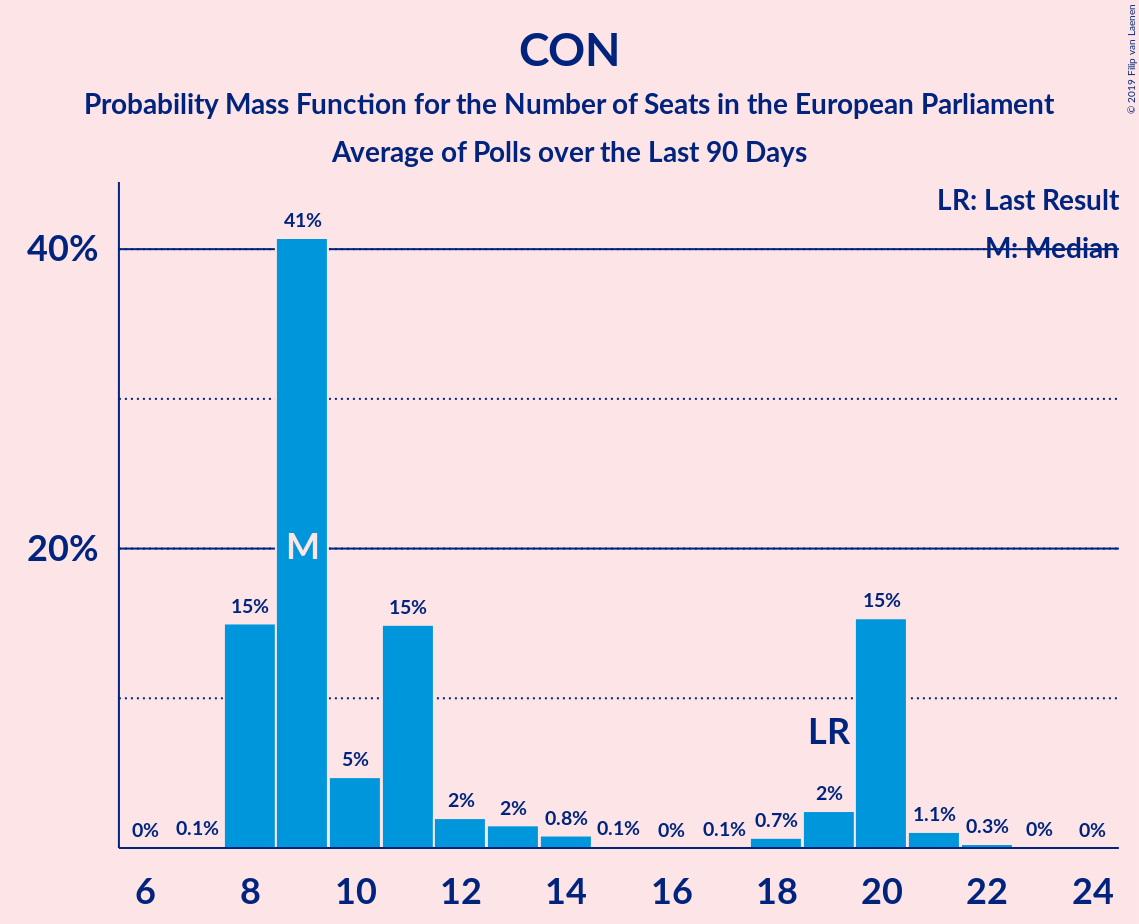 CON
Probability Mass Function for the Number of Seats in the European Parliament
Average of Polls over the Last 90 Days
© 2019 Filip van Laenen
LR: Last Result
M: Median
40%
20%
0%
0.1%
15%
41%
M
5%
15%
2%
2%
0.8%
0.1%
0%
0.1%
0.7%
LR
2%
15%
1.1%
0.3%
0%
0%
6 8 10 12 14 16 18 20 22 24